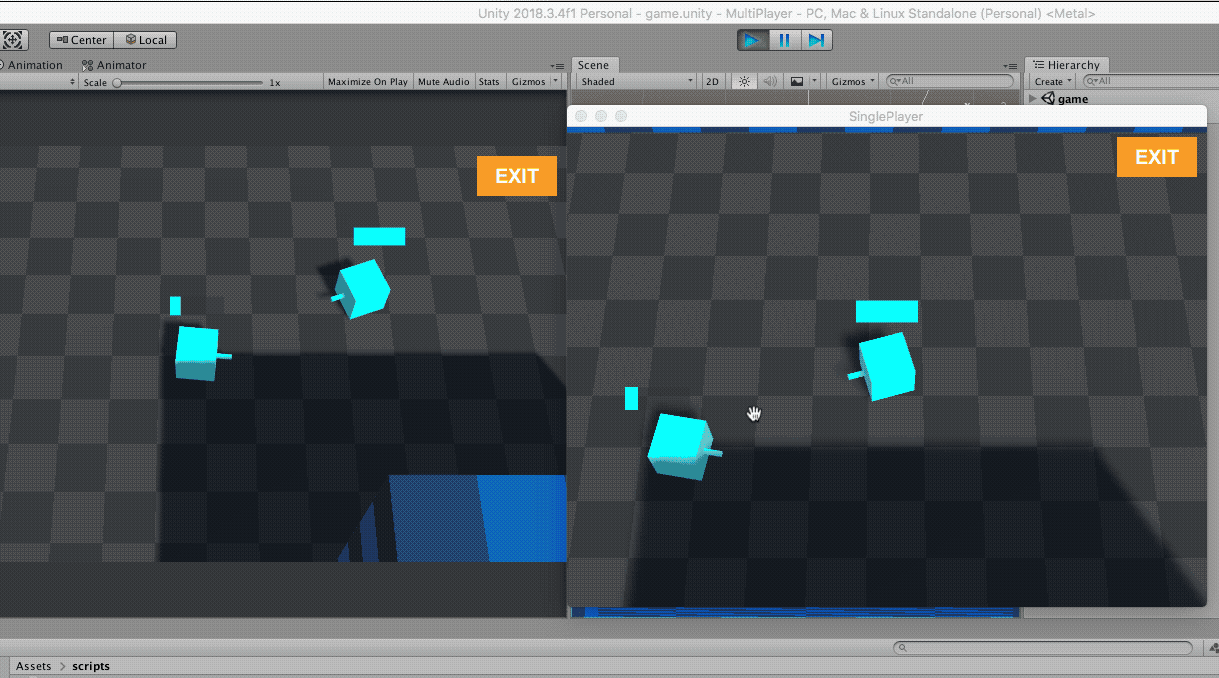 Unity 2018.3.4f1 Personal - game.unity - MultiPlayer - PC, Mac & Linux Standalone (Personal) <Metal>
Center Local
Animation Animator Scene Hierarchy
Scale 1x Maximize On Play Mute Audio Stats Gizmos Shaded 2D Gizmos All Create All
game
SinglePlayer
EXIT
EXIT
Assets > scripts